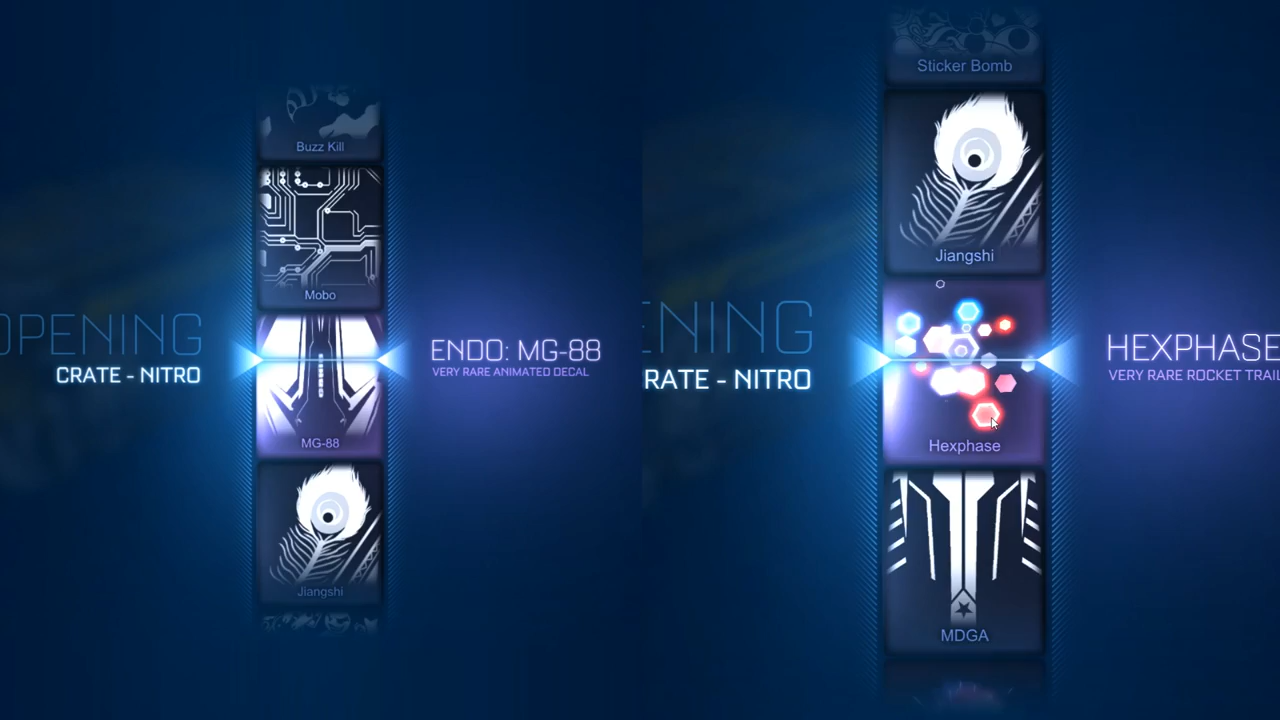 Buzz Kill
Mobo
OPENING
CRATE - NITRO
ENDO: MG-88
VERY RARE ANIMATED DECAL
MG-88
Jiangshi
Sticker Bomb
Jiangshi
ENING
RATE - NITRO
HEXPHASE
VERY RARE ROCKET TRAIL
Hexphase
MDGA